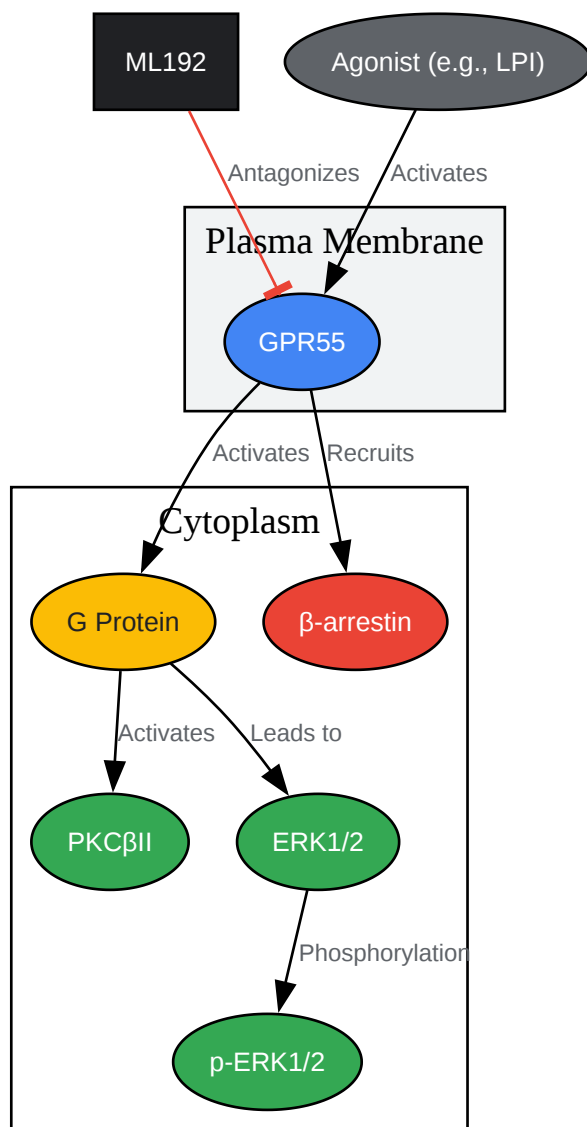 ML192
Agonist (e.g., LPI)
Antagonizes
Activates
Plasma Membrane
GPR55
Activates
Recruits
Cytoplasm
G Protein
β-arrestin
Activates
Leads to
PKCβII
ERK1/2
Phosphorylation
p-ERK1/2